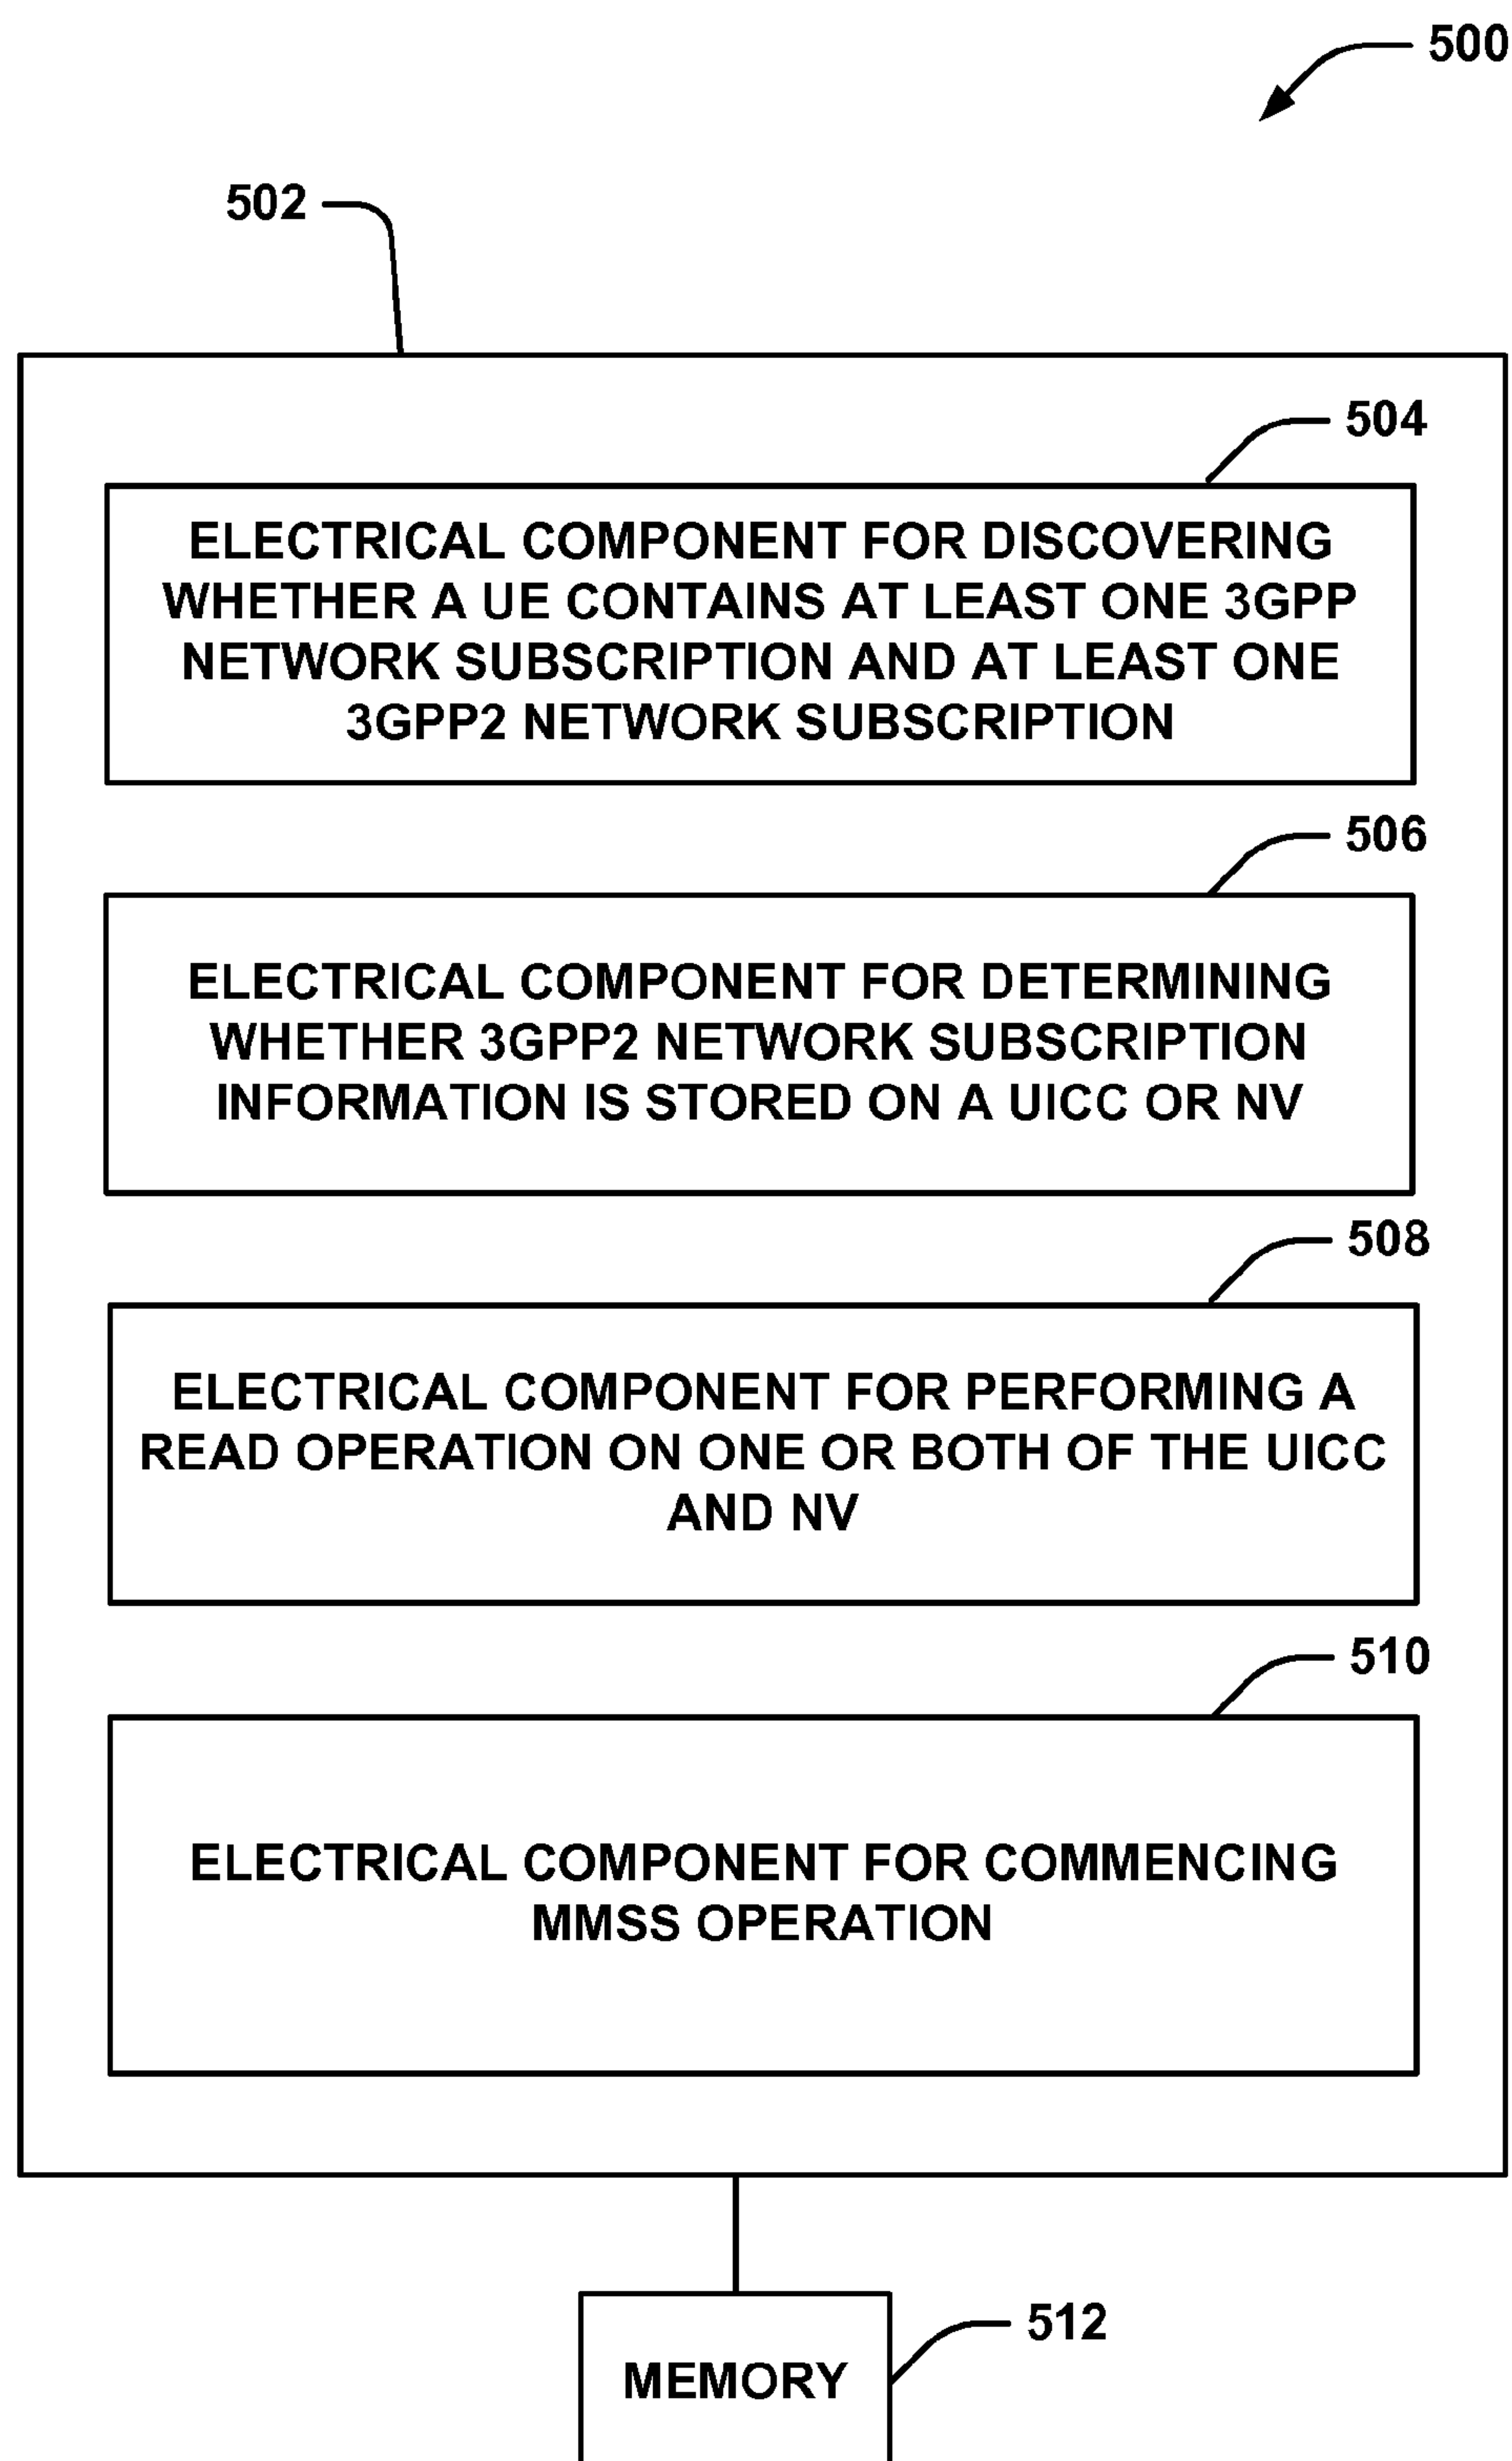 500
502
504
ELECTRICAL COMPONENT FOR DISCOVERING
WHETHER A UE CONTAINS AT LEAST ONE 3GPP
NETWORK SUBSCRIPTION AND AT LEAST ONE
3GPP2 NETWORK SUBSCRIPTION
506
ELECTRICAL COMPONENT FOR DETERMINING
WHETHER 3GPP2 NETWORK SUBSCRIPTION
INFORMATION IS STORED ON A UICC OR NV
508
ELECTRICAL COMPONENT FOR PERFORMING A
READ OPERATION ON ONE OR BOTH OF THE UICC
AND NV
510
ELECTRICAL COMPONENT FOR COMMENCING
MMSS OPERATION
512
MEMORY